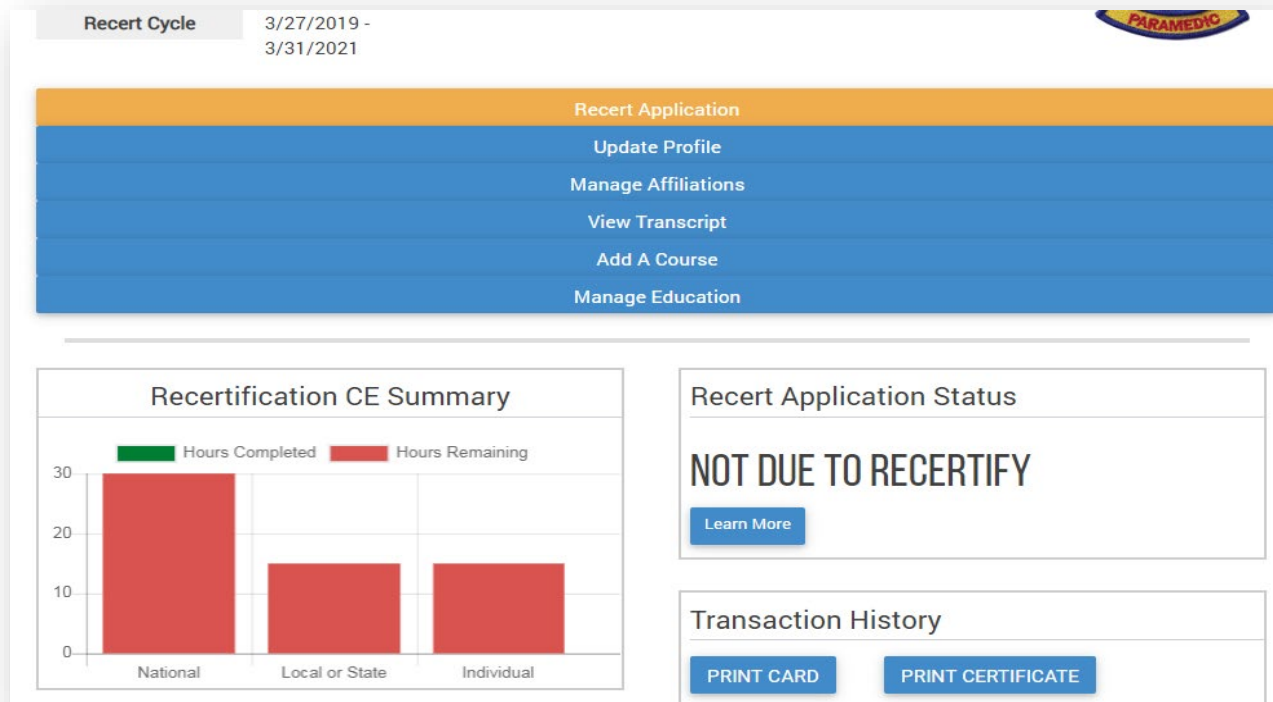 Recert Cycle 3/27/2019 -
3/31/2021
PARAMEDIC
Recert Application
Update Profile
Manage Affiliations
View Transcript
Add A Course
Manage Education
Recertification CE Summary
Hours Completed Hours Remaining
30
20
10
0
National Local or State Individual
Recert Application Status
NOT DUE TO RECERTIFY
Learn More
Transaction History
PRINT CARD PRINT CERTIFICATE